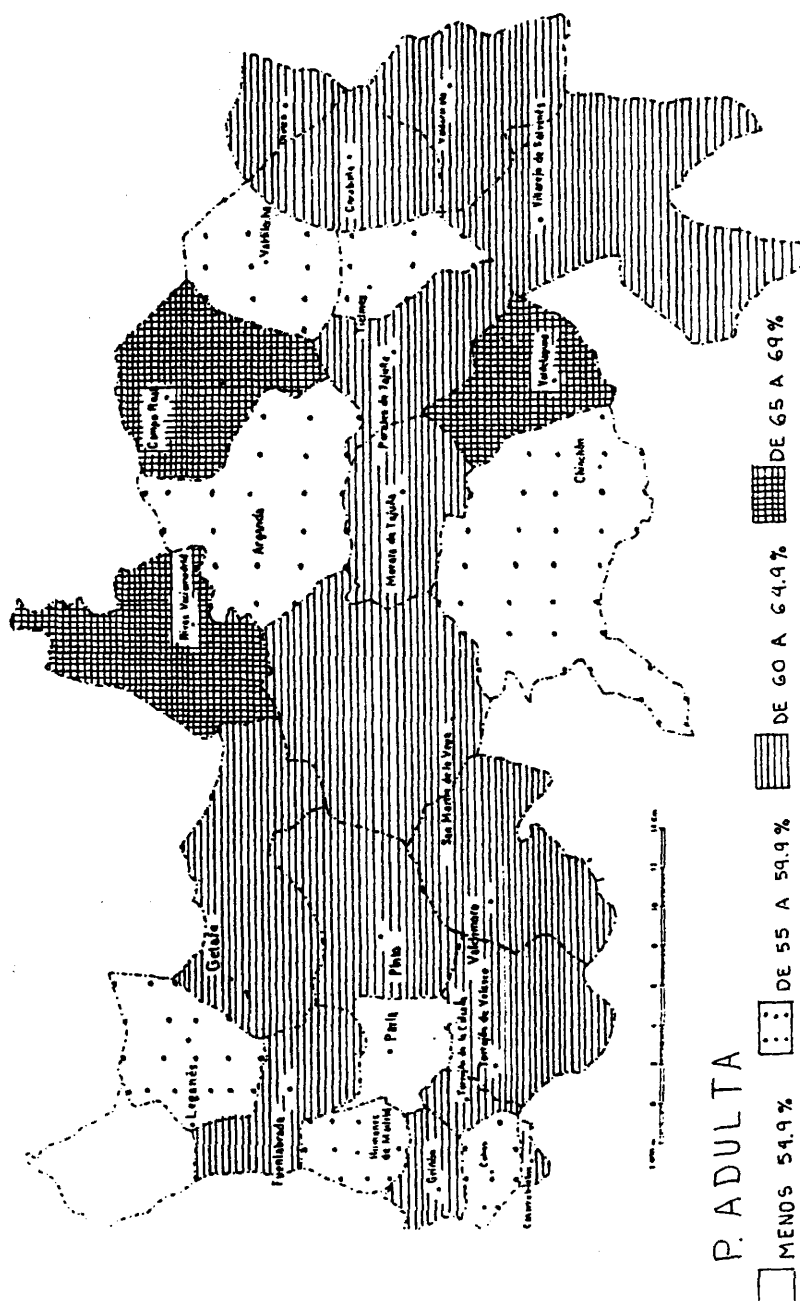 Orusco
Carabaña
Valdaracete
Villarejo de Salvanés
Valdilecha
Tielmes
Campo Real
Perales de Tajuña
Valdelaguna
Arganda
Morata de Tajuña
Chinchón
Rivas Vaciamadrid
San Martín de la Vega
Getafe
Pinto
Valdemoro
Leganés
Parla
Torrejón de la Calzada
Torrejón de Velasco
Fuenlabrada
Humanes
de Madrid
Griñón
Cubas
Casarrubuelos
P. ADULTA
MENOS 54.9 %
DE 55 A 59.9 %
DE 60 A 64.9 %
DE 65 A 69 %